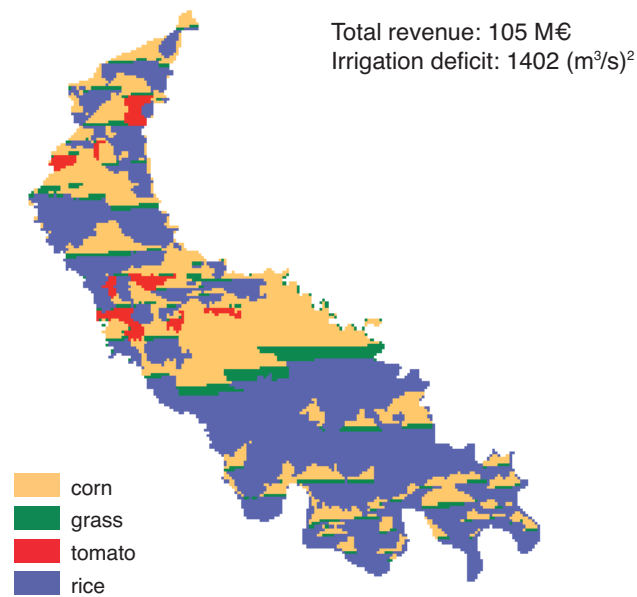 Total revenue: 105 M€
Irrigation deficit: 1402 (m³/s)²
corn
grass
tomato
rice